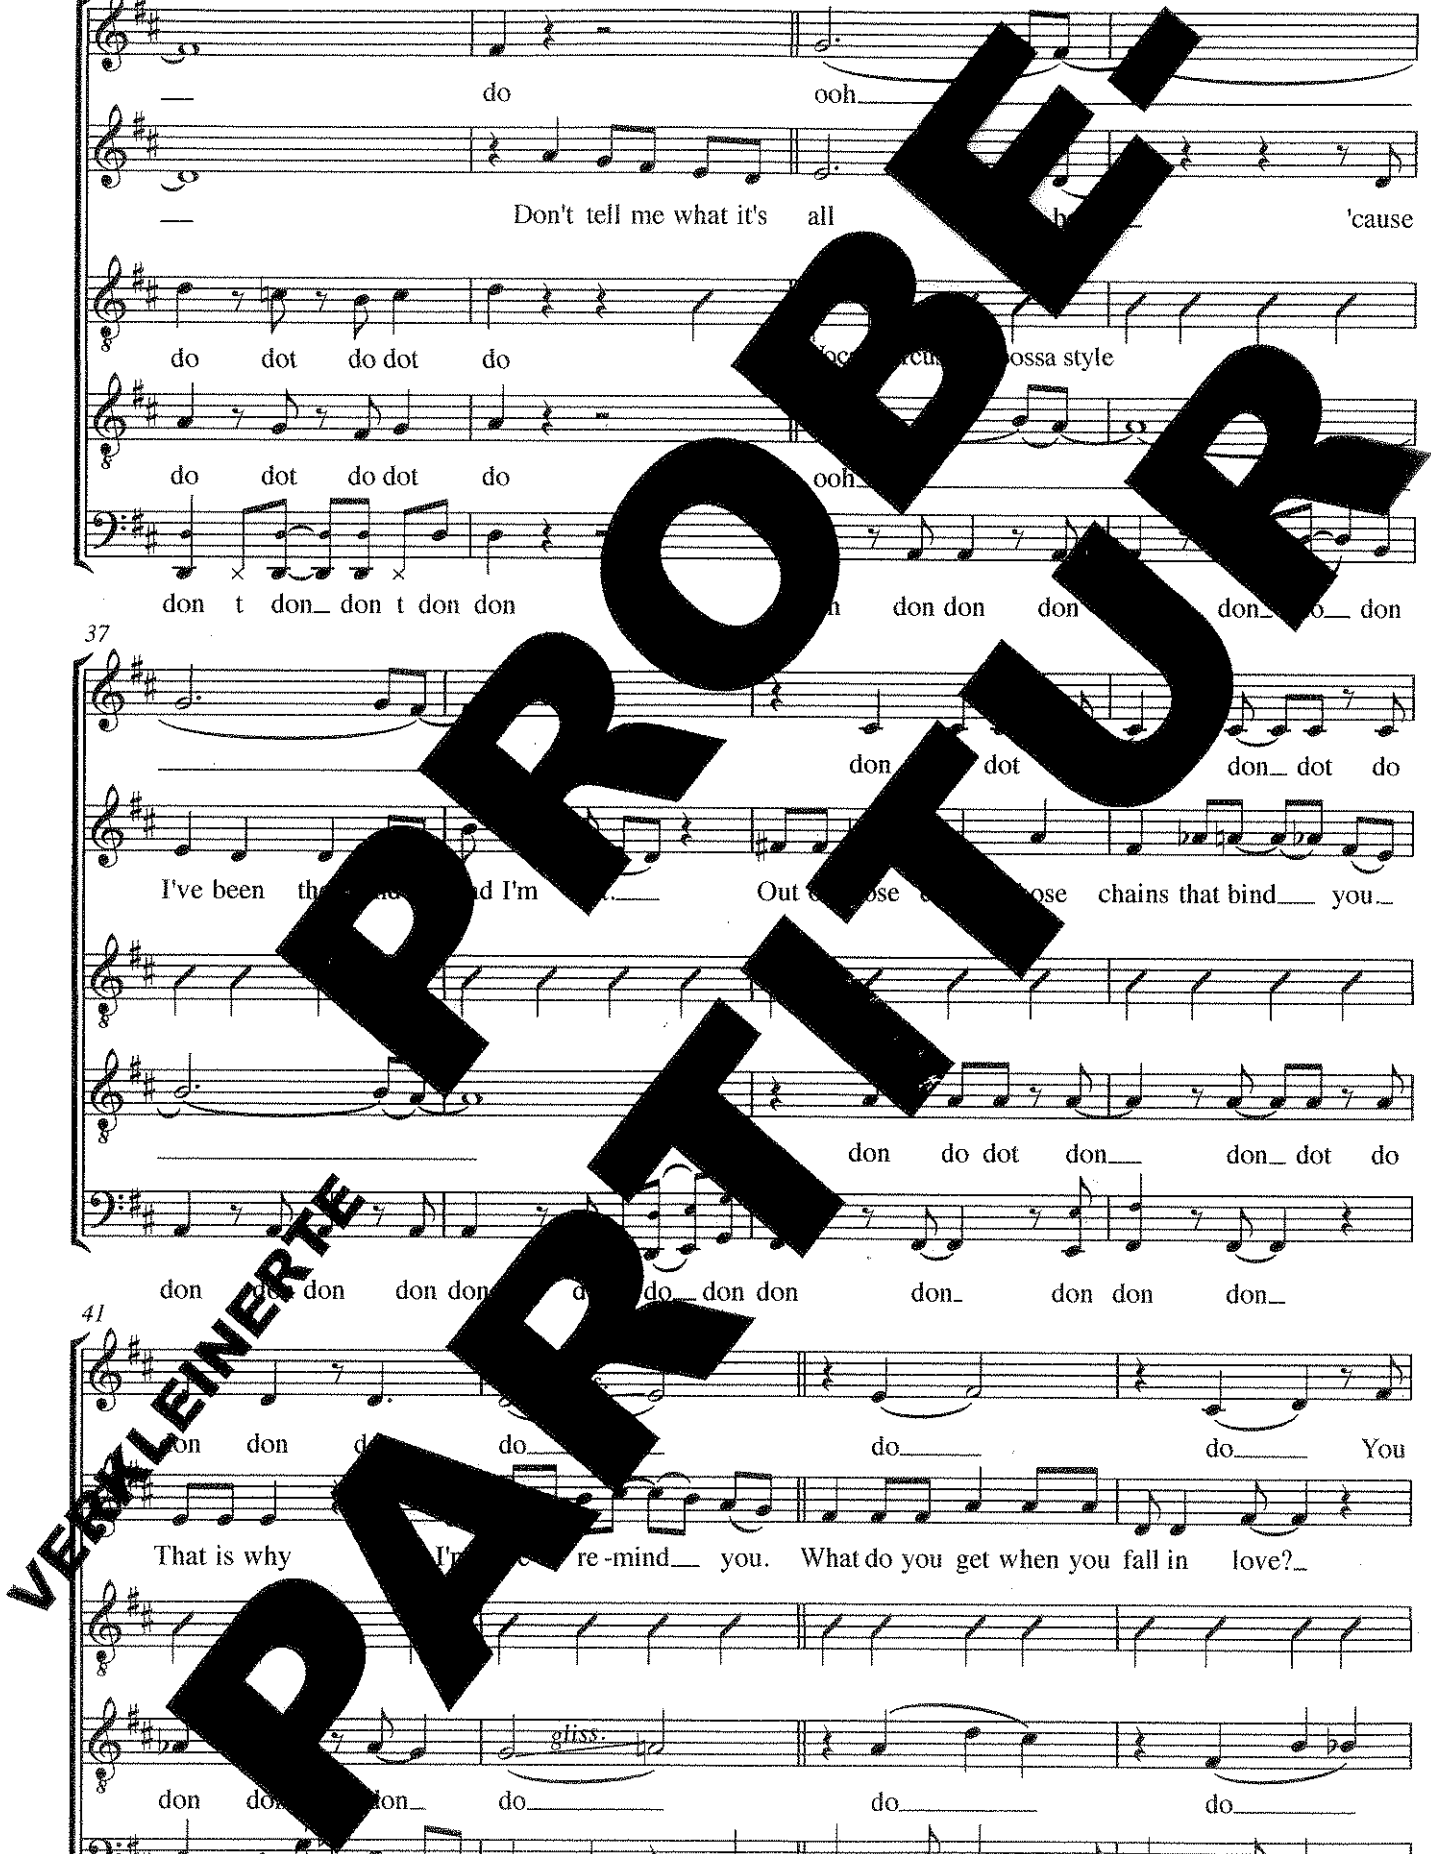 do ooh
Don't tell me what it's all 'cause
do dot do dot do
ossa style
do dot do dot do ooh
don t don don t don don don don don don don
37
don dot don dot do
I've been I'm Out chains that bind you.
don do dot don don dot do
don don don don do don don don don don don
41
don do do do You
That is why re-mind you. What do you get when you fall in love?
gliss.
don do do do
PROBE-
PARTITUR
VERKLEINERTE